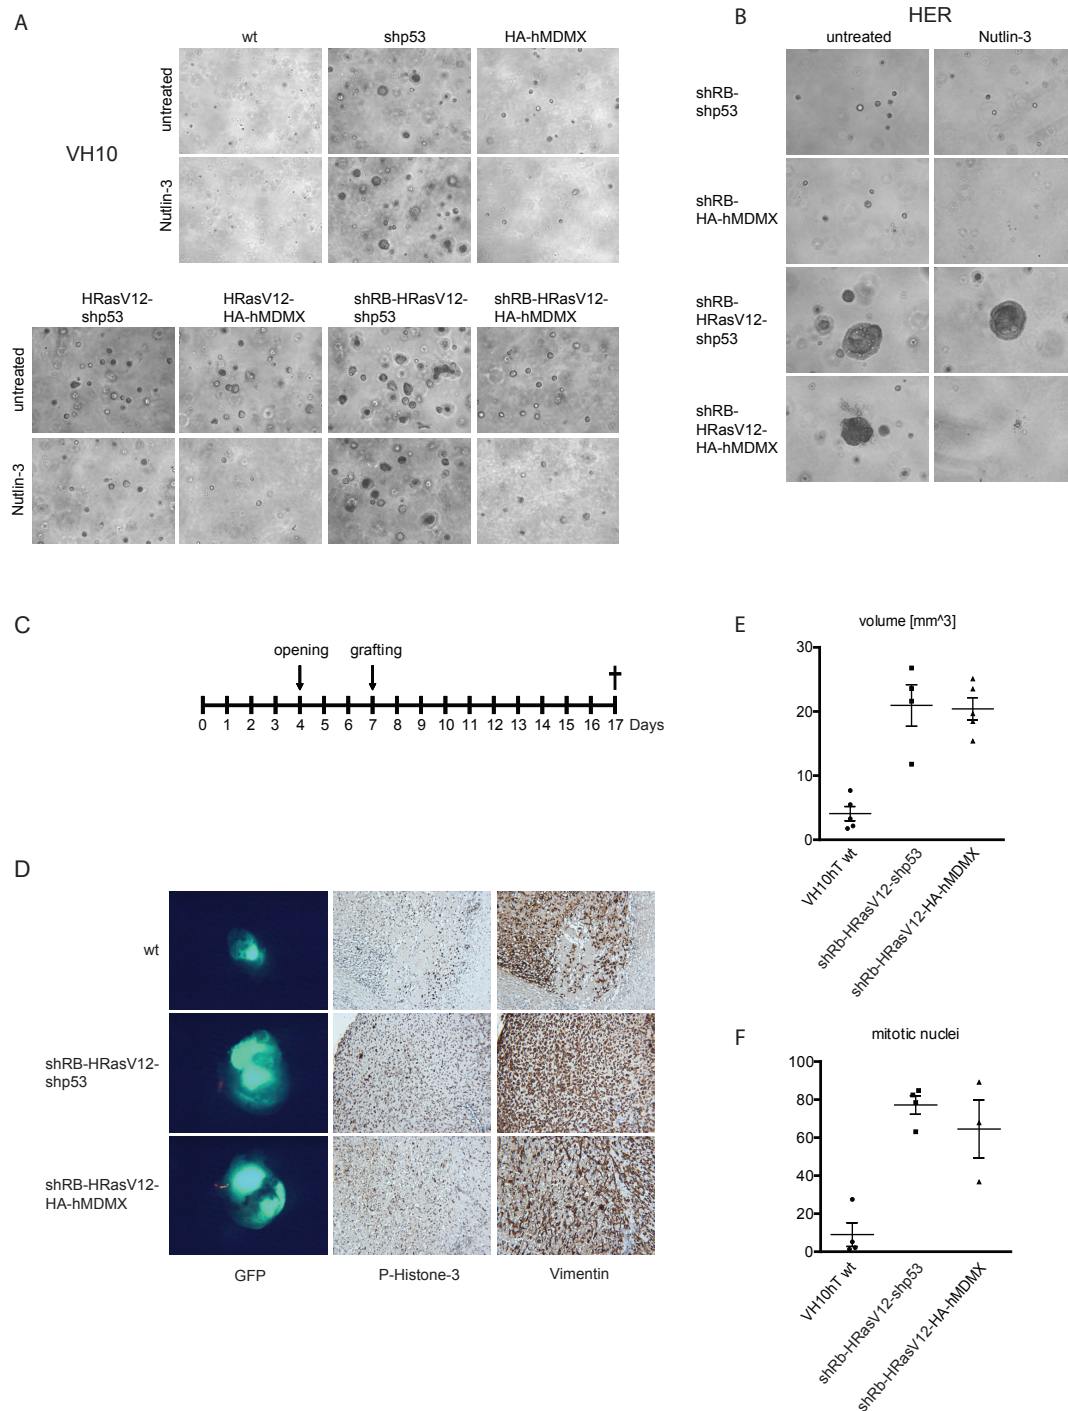 A
wt
shp53
HA-hMDMX
VH10
untreated
Nutlin-3
HRasV12-
shp53
HRasV12-
HA-hMDMX
shRB-HRasV12-
shp53
shRB-HRasV12-
HA-hMDMX
untreated
Nutlin-3
B
HER
untreated
Nutlin-3
shRB-
shp53
shRB-
HA-hMDMX
shRB-
HRasV12-
shp53
shRB-
HRasV12-
HA-hMDMX
C
opening
grafting
0 1 2 3 4 5 6 7 8 9 10 11 12 13 14 15 16 17 Days
D
wt
shRB-HRasV12-
shp53
shRB-HRasV12-
HA-hMDMX
GFP
P-Histone-3
Vimentin
E
volume [mm^3]
30
20
10
0
VH10hT wt
shRb-HRasV12-shp53
shRb-HRasV12-HA-hMDMX
F
mitotic nuclei
100
80
60
40
20
0
VH10hT wt
shRb-HRasV12-shp53
shRb-HRasV12-HA-hMDMX